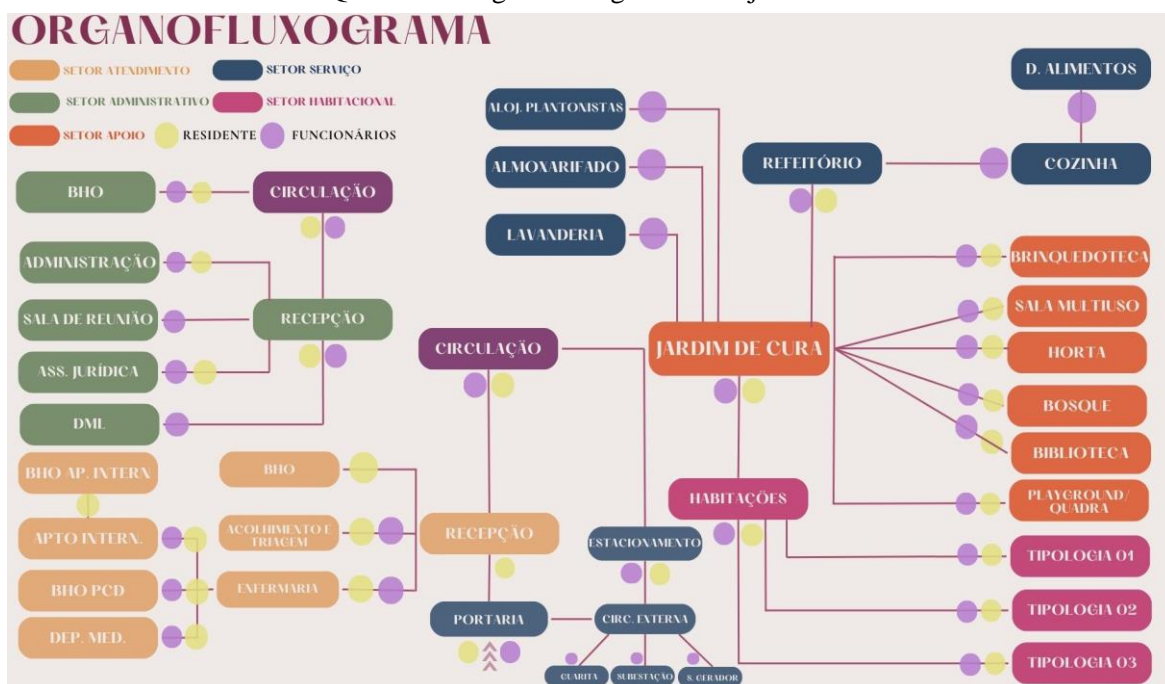 ORGANOFLUXOGRAMA
SETOR ATENDIMENTO
SETOR SERVIÇO
SETOR ADMINISTRATIVO
SETOR HABITACIONAL
SETOR APOIO
RESIDENTE
FUNCIONÁRIOS
BHO
CIRCULAÇÃO
ADMINISTRAÇÃO
SALA DE REUNIÃO
RECEPÇÃO
ASS. JURÍDICA
DML
BHO AP. INTERN
BHO
APTO INTERN.
ACOLHIMENTO E
TRIAGEM
BHO PCD
ENFERMARIA
DEP. MED.
CIRCULAÇÃO
RECEPÇÃO
PORTARIA
ESTACIONAMENTO
CIRC. EXTERNA
GUARITA
SUBESTAÇÃO
S. GERADOR
ALOJ. PLANTONISTAS
ALMOXARIFADO
LAVANDERIA
D. ALIMENTOS
REFEITÓRIO
COZINHA
JARDIM DE CURA
BRINQUEDOTECA
SALA MULTIUSO
HORTA
BOSQUE
BIBLIOTECA
PLAYGROUND/
QUADRA
HABITAÇÕES
TIPOLOGIA 01
TIPOLOGIA 02
TIPOLOGIA 03